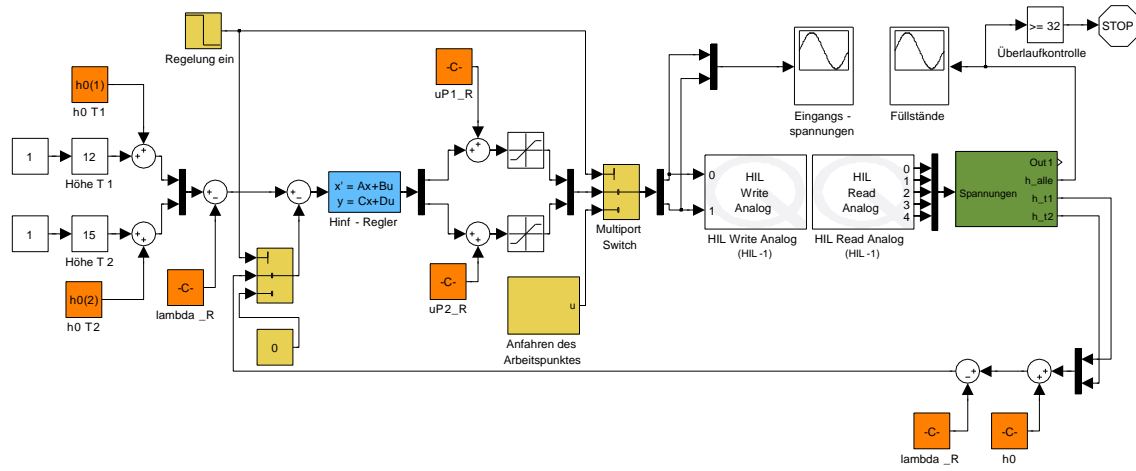 >= 32
STOP
Überlaufkontrolle
Regelung ein
h0(1)
h0 T1
-C-
uP1_R
Eingangs -
spannungen
Füllstände
1
12
Höhe T 1
x' = Ax+Bu
y = Cx+Du
Hinf - Regler
Multiport
Switch
0
1
HIL
Write
Analog
HIL Write Analog
(HIL -1)
HIL
Read
Analog
HIL Read Analog
(HIL -1)
0
1
2
3
4
Spannungen
Out 1
h_alle
h_t1
h_t2
1
15
Höhe T 2
h0(2)
h0 T2
-C-
lambda _R
0
-C-
uP2_R
u
Anfahren des
Arbeitspunktes
-C-
lambda _R
-C-
h0